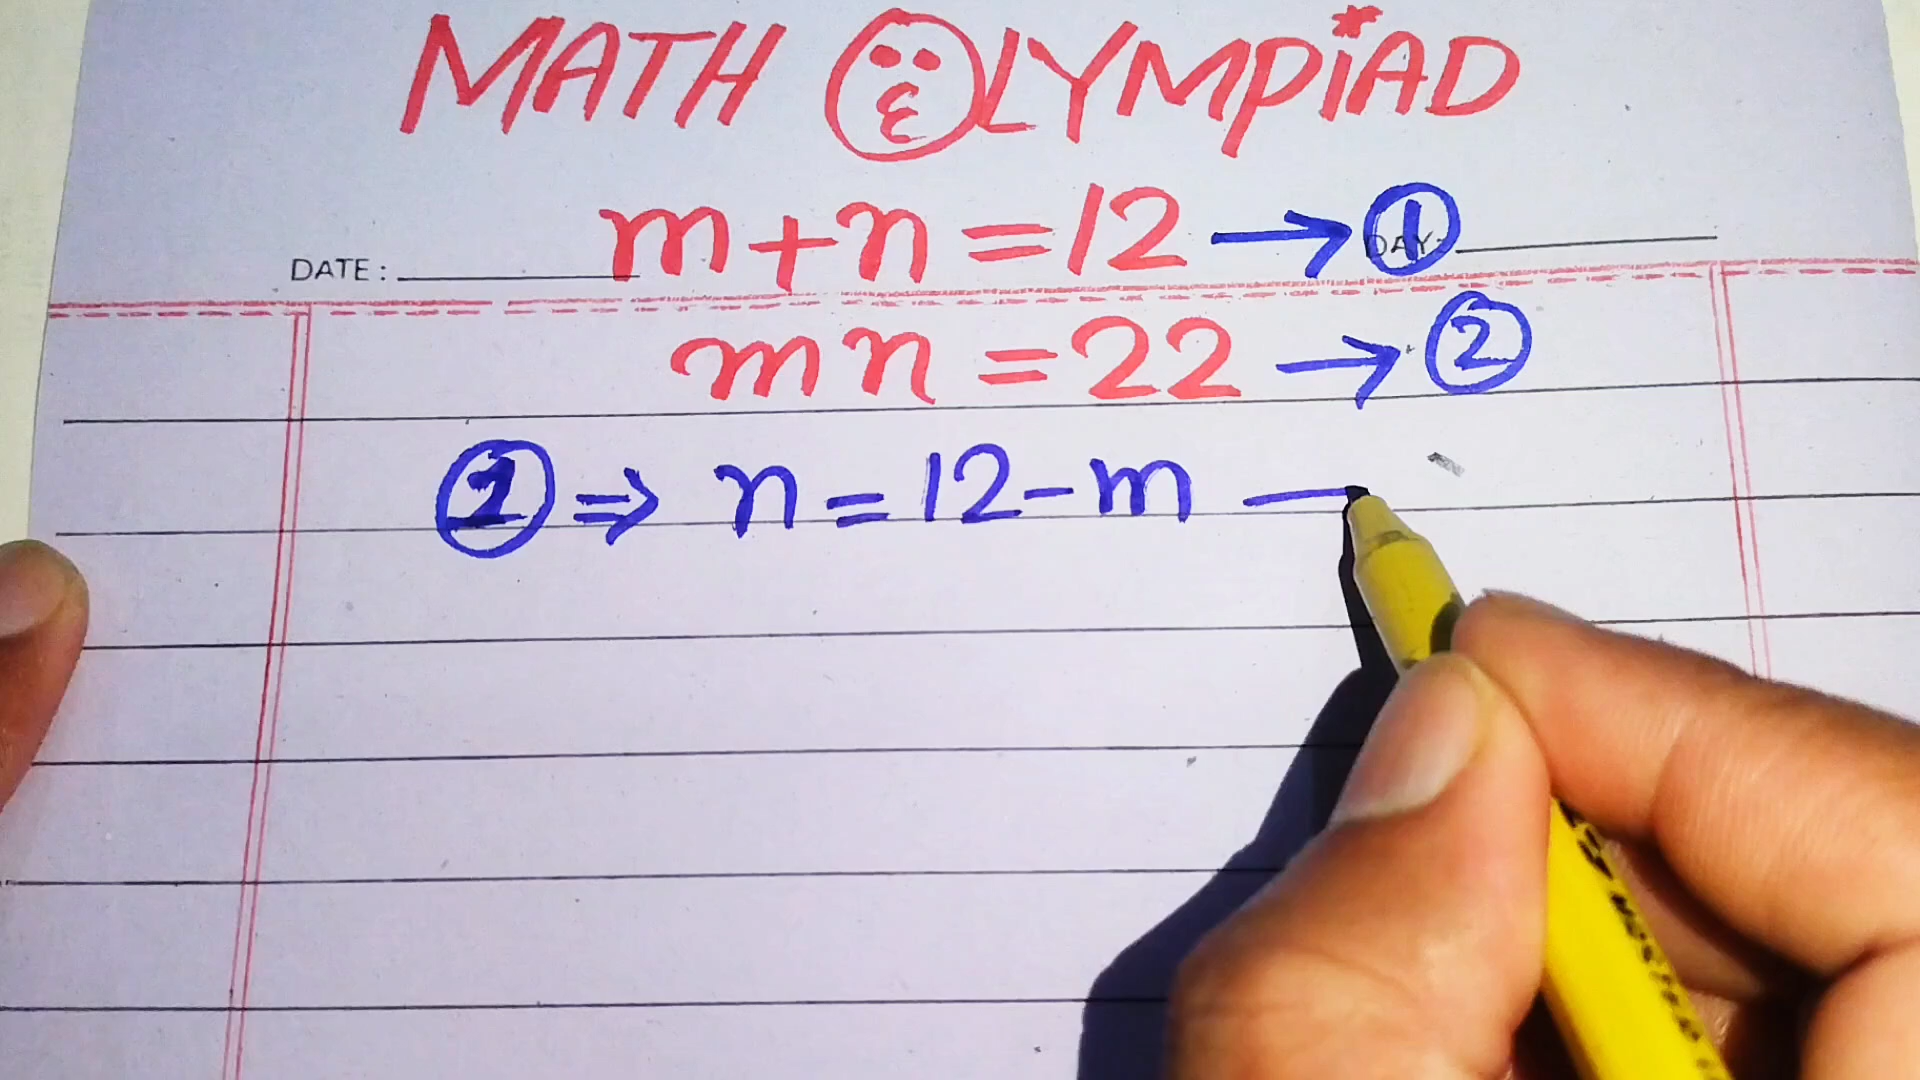 MATH OLYMPiAD
m+n=12 → ①
DATE: DAY:
mn=22 → ②
① ⇒ n=12-m —